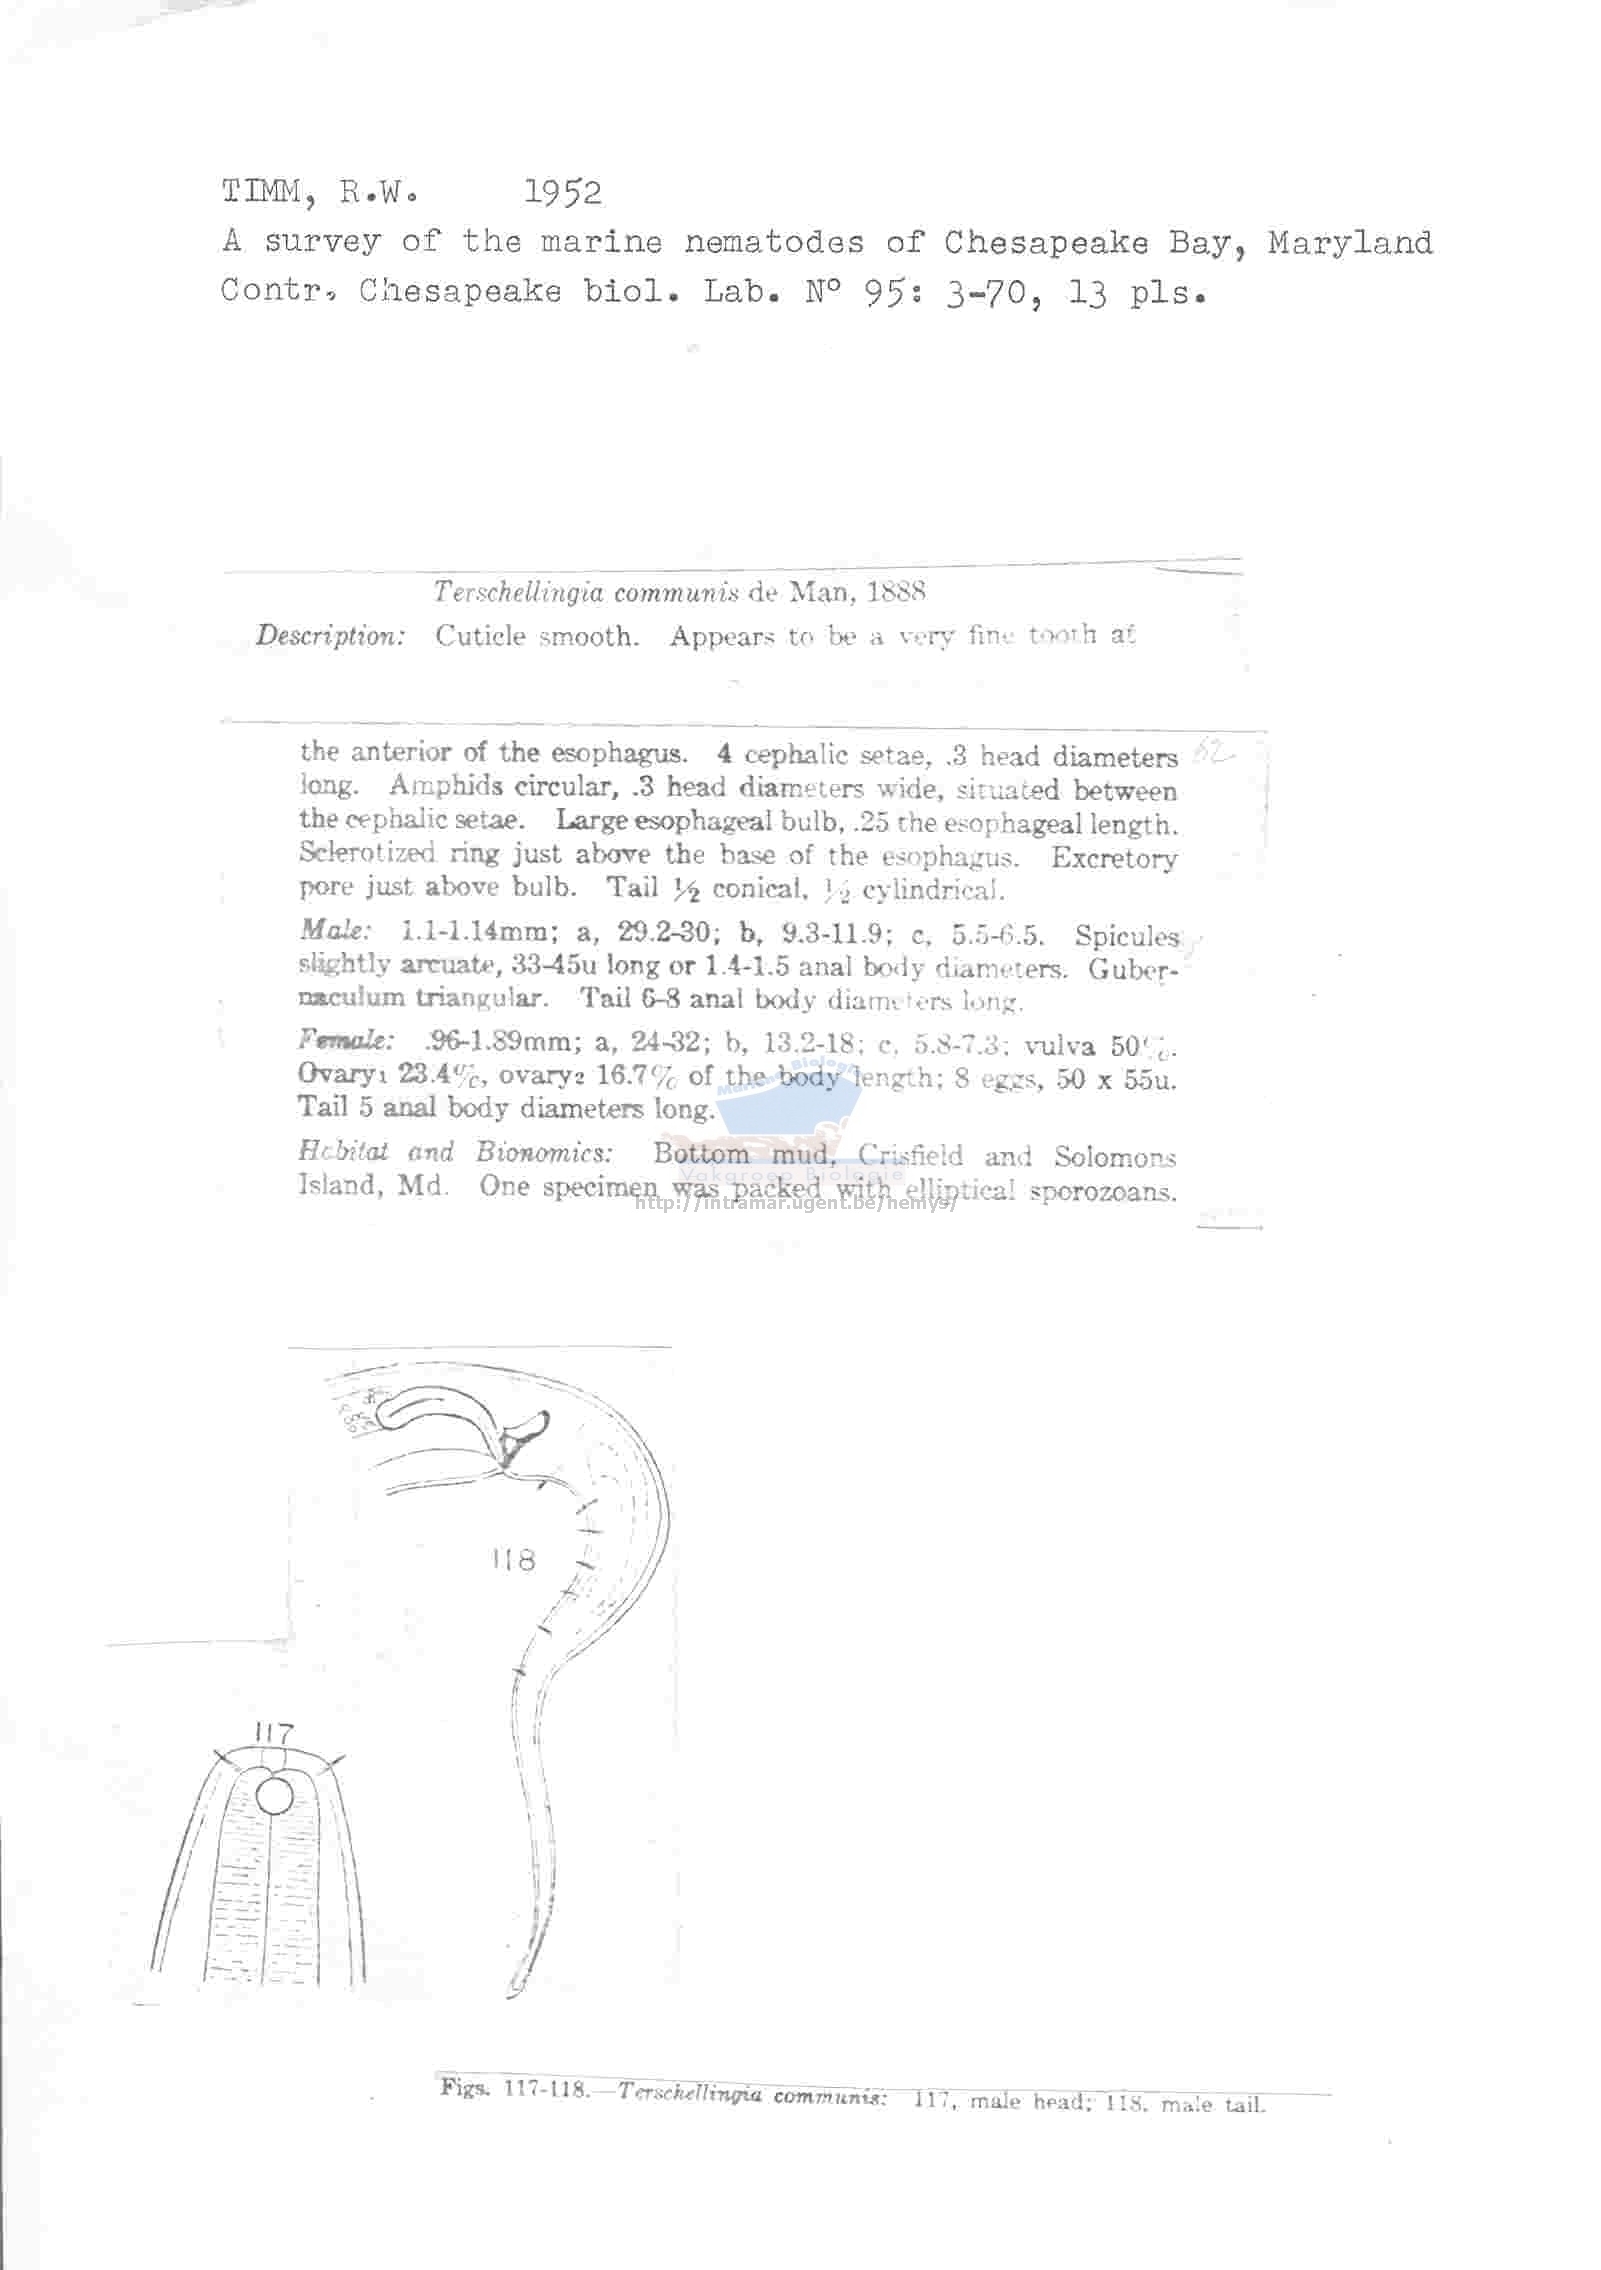 TIMM, R.W. 1952
A survey of the marine nematodes of Chesapeake Bay, Maryland
Contr. Chesapeake biol. Lab. Nº 95: 3-70, 13 pls.
Terschellingia communis de Man, 1888
Description: Cuticle smooth. Appears to be a very fine tooth at
the anterior of the esophagus. 4 cephalic setae, .3 head diameters
62
long. Amphids circular, .3 head diameters wide, situated between
the cephalic setae. Large esophageal bulb, .25 the esophageal length.
Sclerotized ring just above the base of the esophagus. Excretory
pore just above bulb. Tail ½ conical, ½ cylindrical.
Male: 1.1-1.14mm; a, 29.2-30; b, 9.3-11.9; c, 5.5-6.5. Spicules
slightly arcuate, 33-45u long or 1.4-1.5 anal body diameters. Guber-
naculum triangular. Tail 6-8 anal body diameters long.
Female: .96-1.89mm; a, 24-32; b, 13.2-18; c, 5.8-7.3; vulva 50%.
Ovary1 23.4%, ovary2 16.7% of the body length; 8 eggs, 50 x 55u.
Tail 5 anal body diameters long.
Marine Biology
Habitat and Bionomics: Bottom mud, Crisfield and Solomons
Vakgroep Biologie
Island, Md. One specimen was packed with elliptical sporozoans.
http://intramar.ugent.be/nemys/
118
117
Figs. 117-118.—Terschellingia communis: 117, male head; 118, male tail.